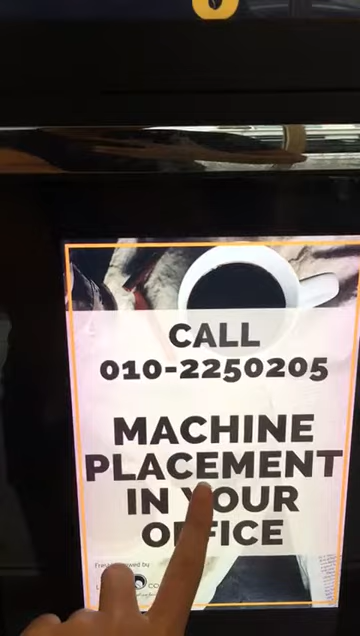 CALL
010-2250205
MACHINE
PLACEMENT
IN YOUR
OFFICE